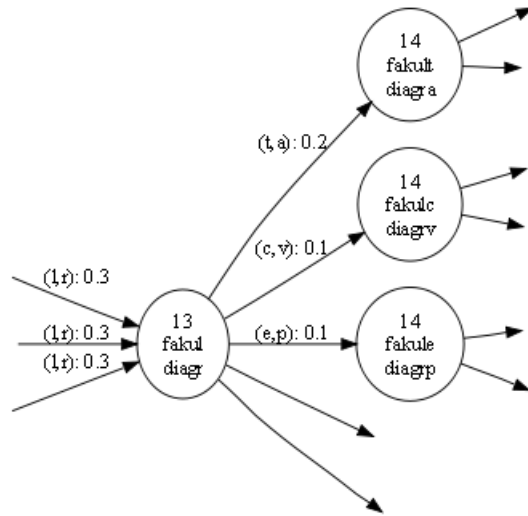 14
fakult
diagra
(t,a): 0.2
14
fakulc
diagrv
(c,v): 0.1
(l,r): 0.3
(l,r): 0.3
(l,r): 0.3
13
fakul
diagr
(e,p): 0.1
14
fakule
diagrp